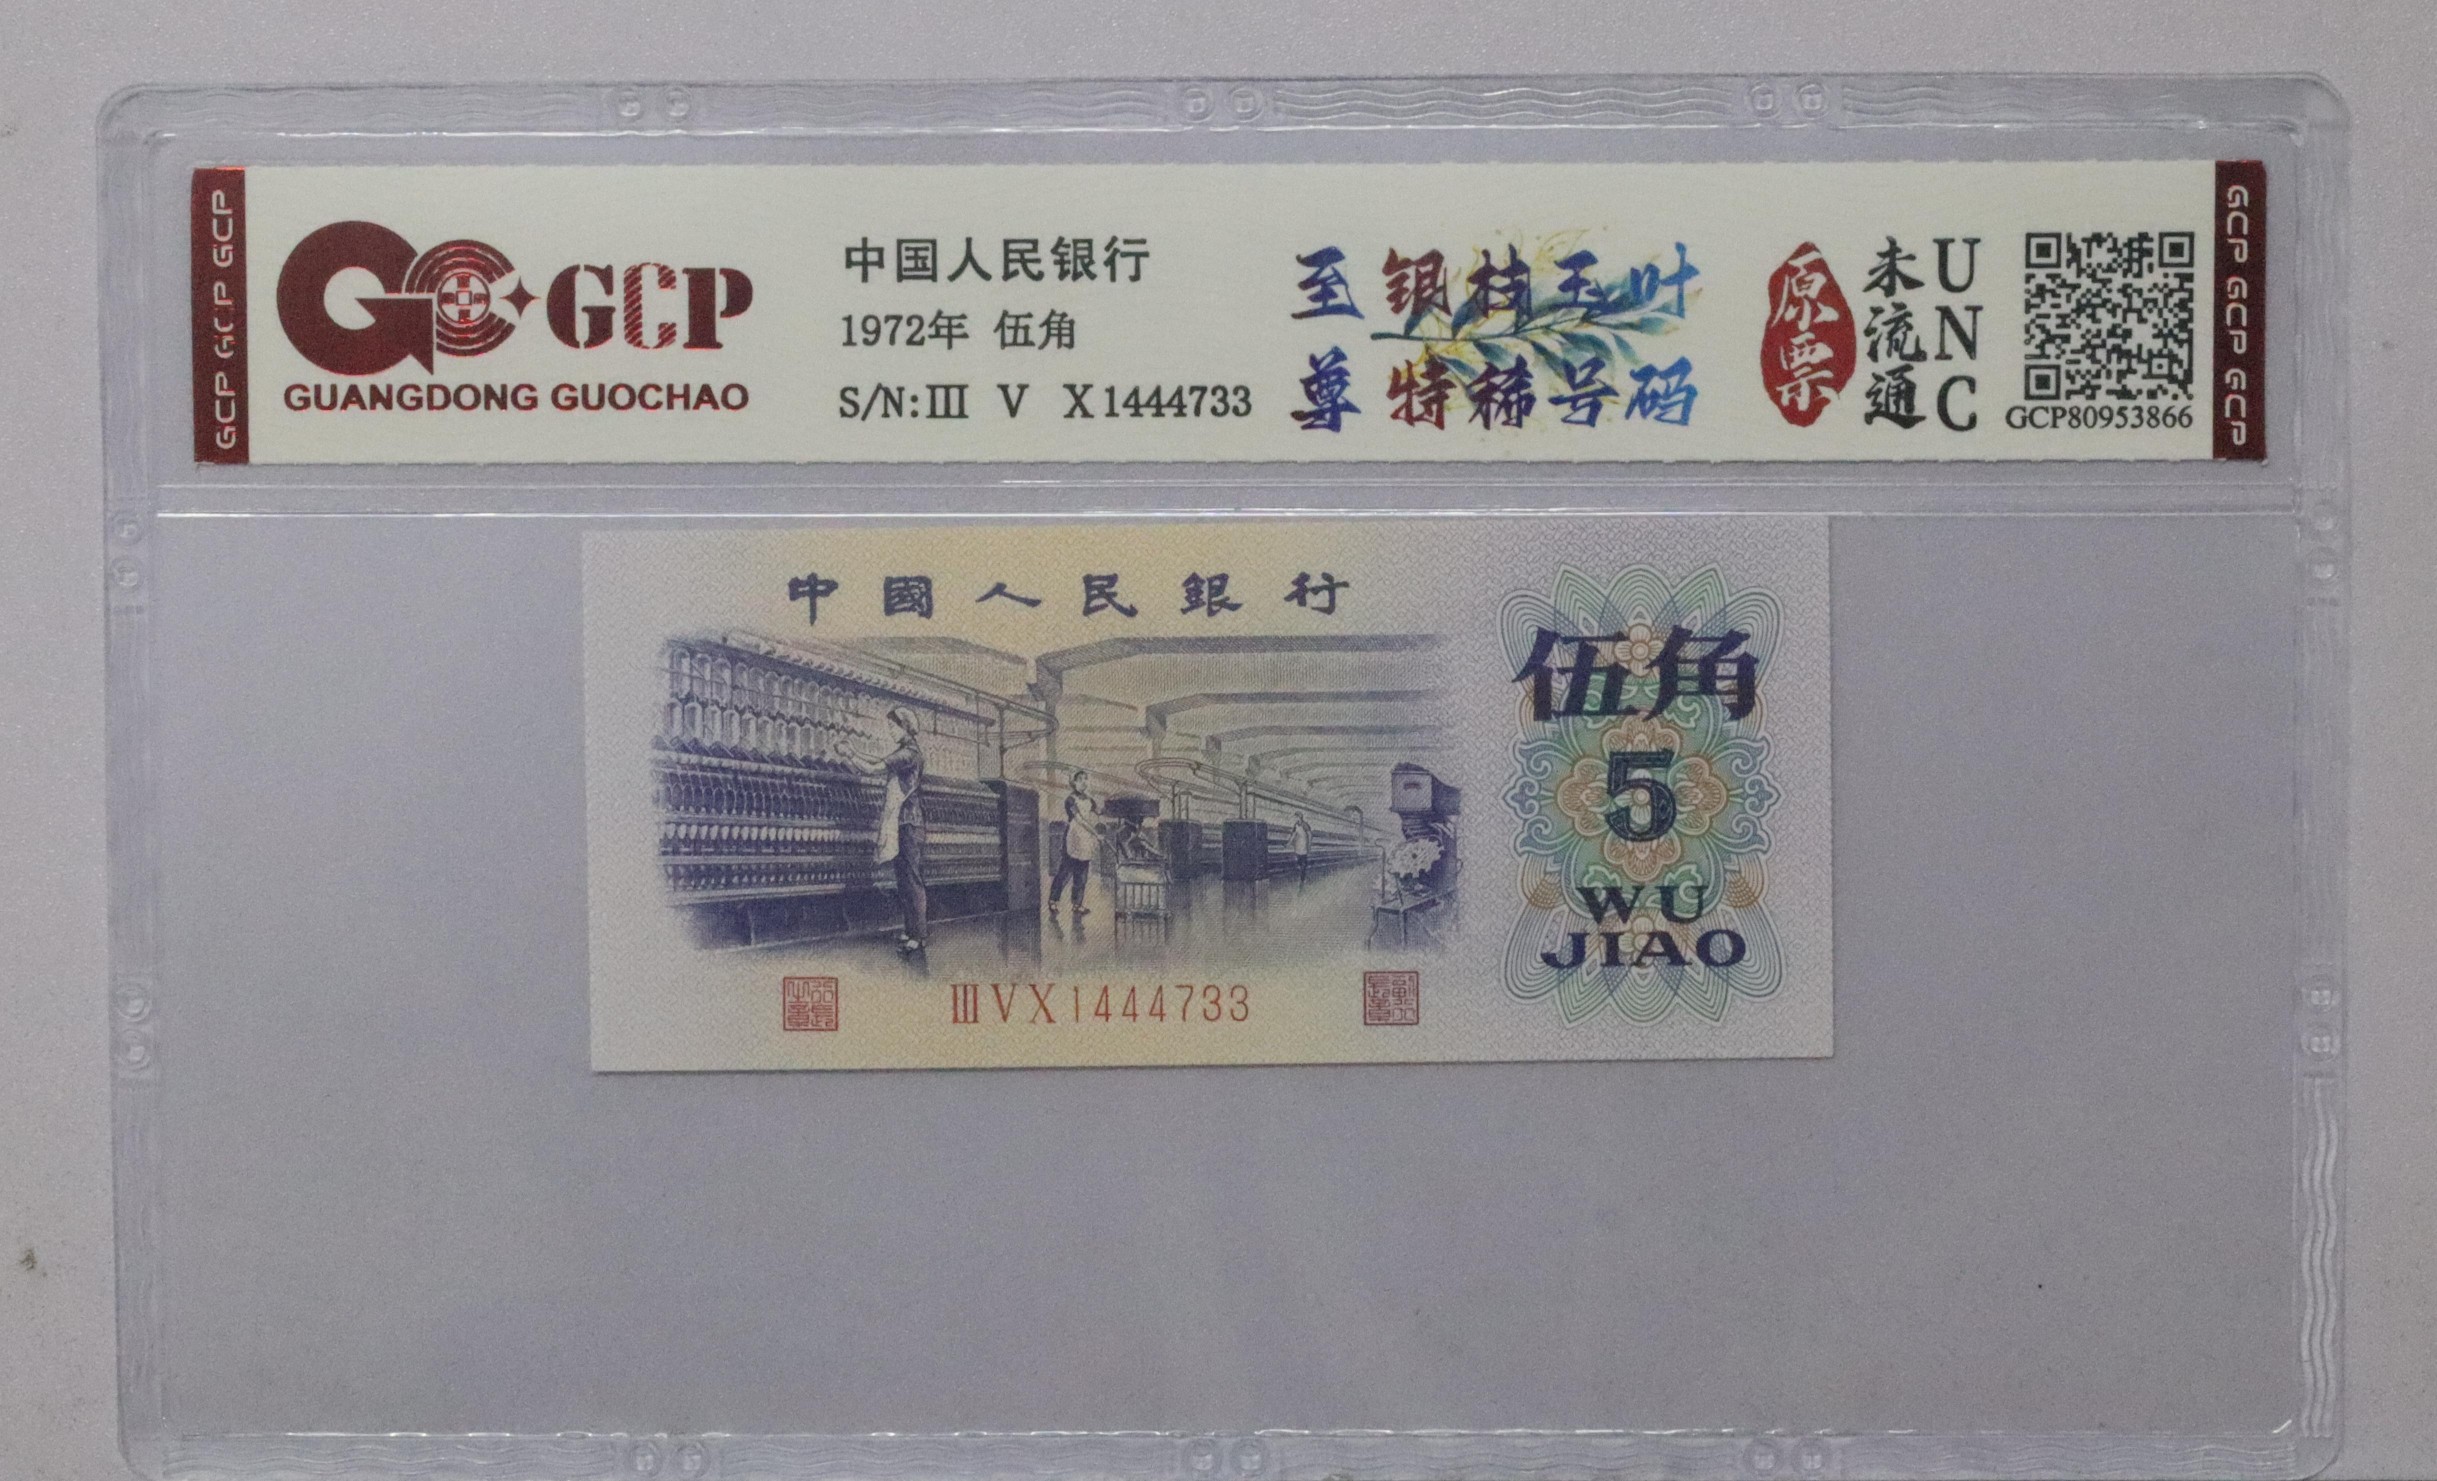 GCP GCP GCP
GCP
GUANGDONG GUOCHAO
中国人民银行
1972年 伍角
S/N:Ⅲ V X1444733
至尊
银枝玉叶
特稀号码
原票
未流通
UNC
GCP80953866
GCP GCP GCP
中國人民銀行
伍角
5
WU
JIAO
ⅢⅤⅩ1444733